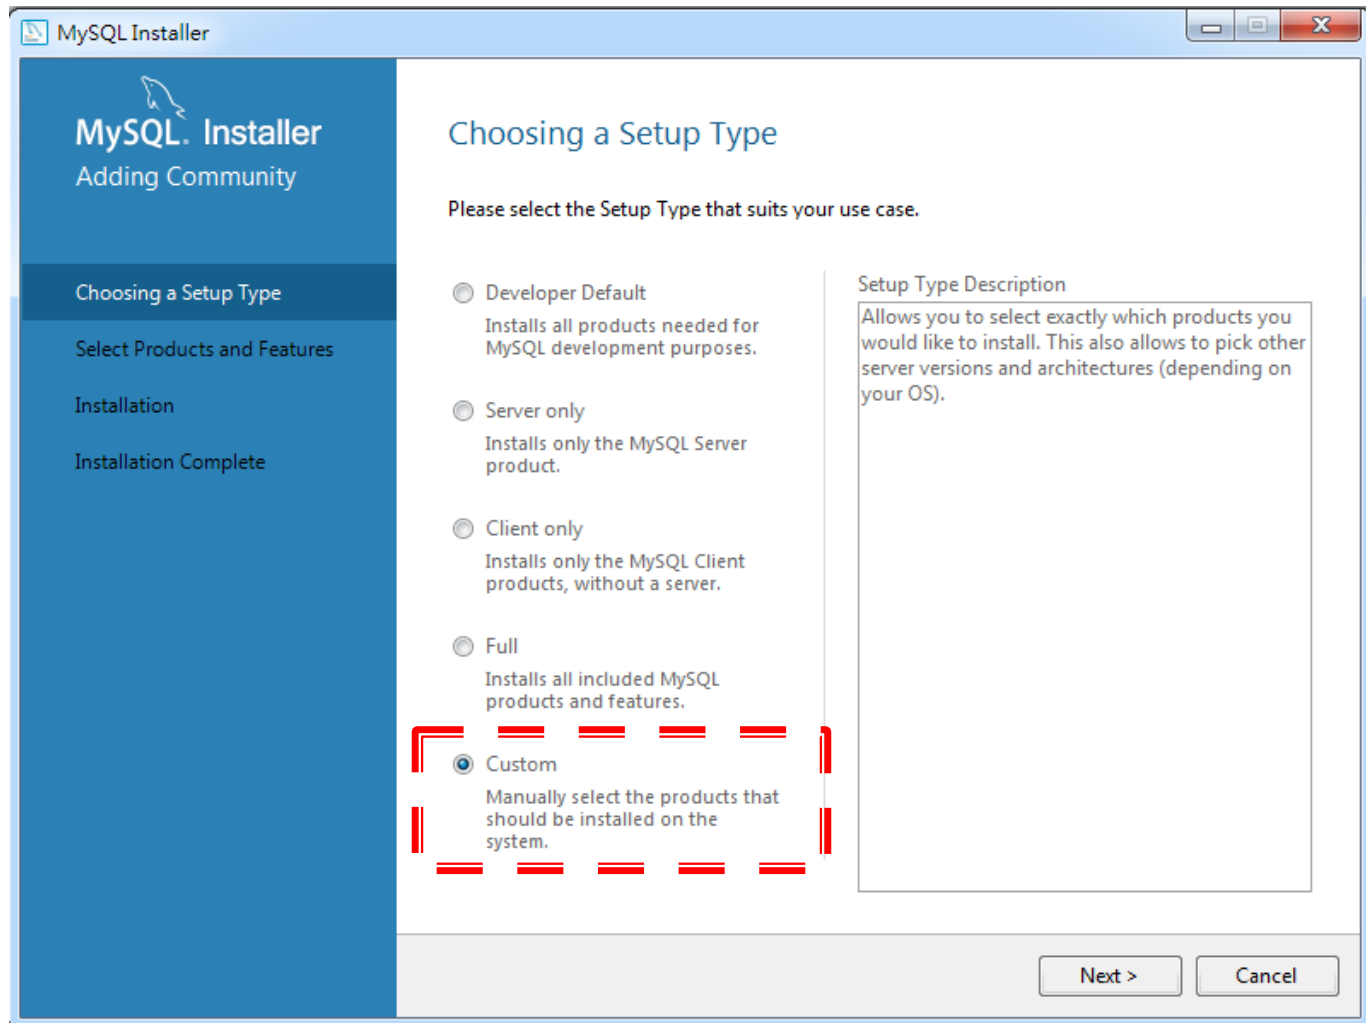 MySQL Installer
MySQL. Installer
Adding Community
Choosing a Setup Type
Select Products and Features
Installation
Installation Complete
Choosing a Setup Type
Please select the Setup Type that suits your use case.
Developer Default
Installs all products needed for
MySQL development purposes.
Server only
Installs only the MySQL Server
product.
Client only
Installs only the MySQL Client
products, without a server.
Full
Installs all included MySQL
products and features.
Custom
Manually select the products that
should be installed on the
system.
Setup Type Description
Allows you to select exactly which products you
would like to install. This also allows to pick other
server versions and architectures (depending on
your OS).
Next >
Cancel